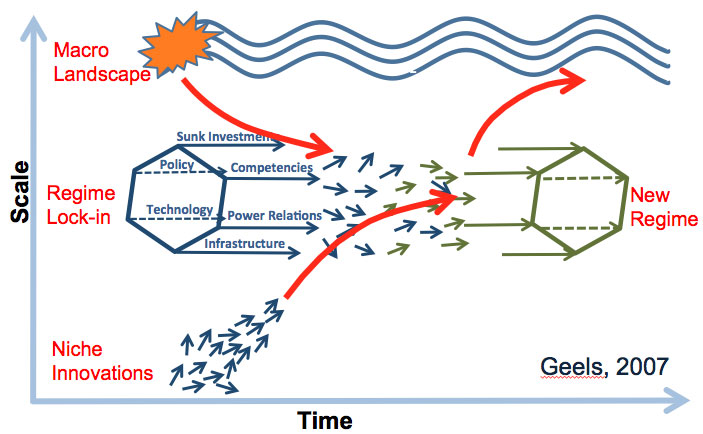 Macro
Landscape
Scale
Sunk Investment
Policy
Competencies
Regime
Lock-in
Technology
Power Relations
Infrastructure
New
Regime
Niche
Innovations
Geels, 2007
Time